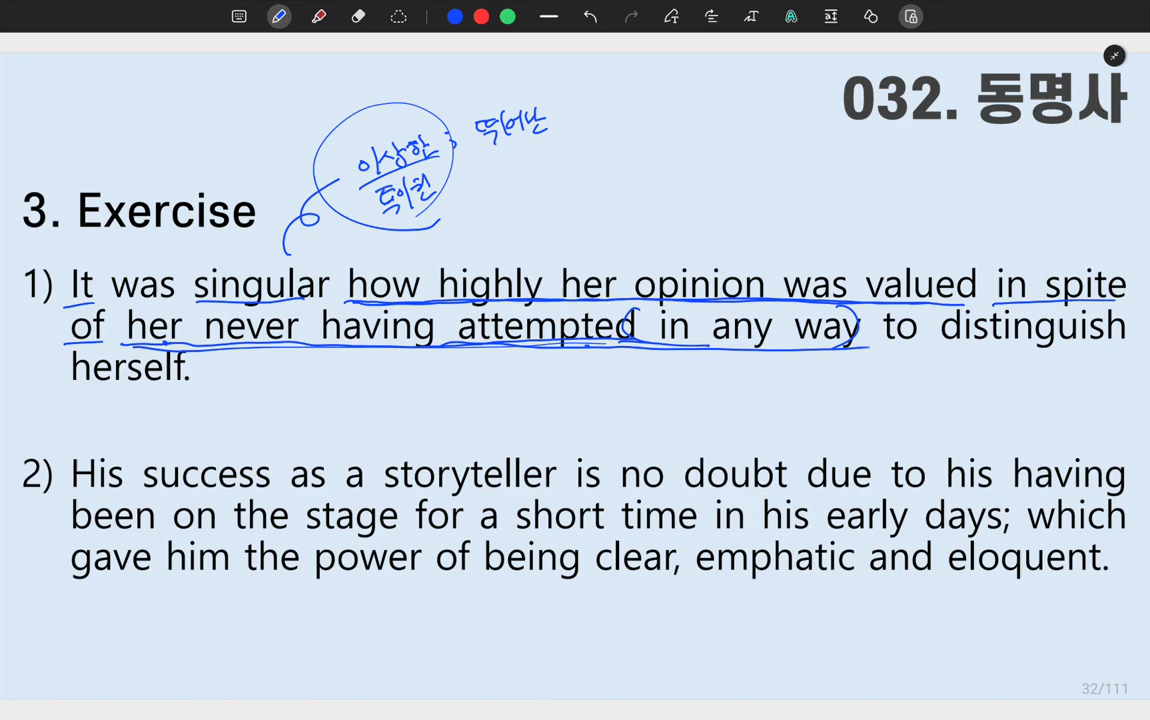 032. 동명사
뛰어난
이상한;
특이한
3. Exercise
1) It was singular how highly her opinion was valued in spite
of her never having attempted in any way to distinguish
herself.
2) His success as a storyteller is no doubt due to his having
been on the stage for a short time in his early days; which
gave him the power of being clear, emphatic and eloquent.
32/111